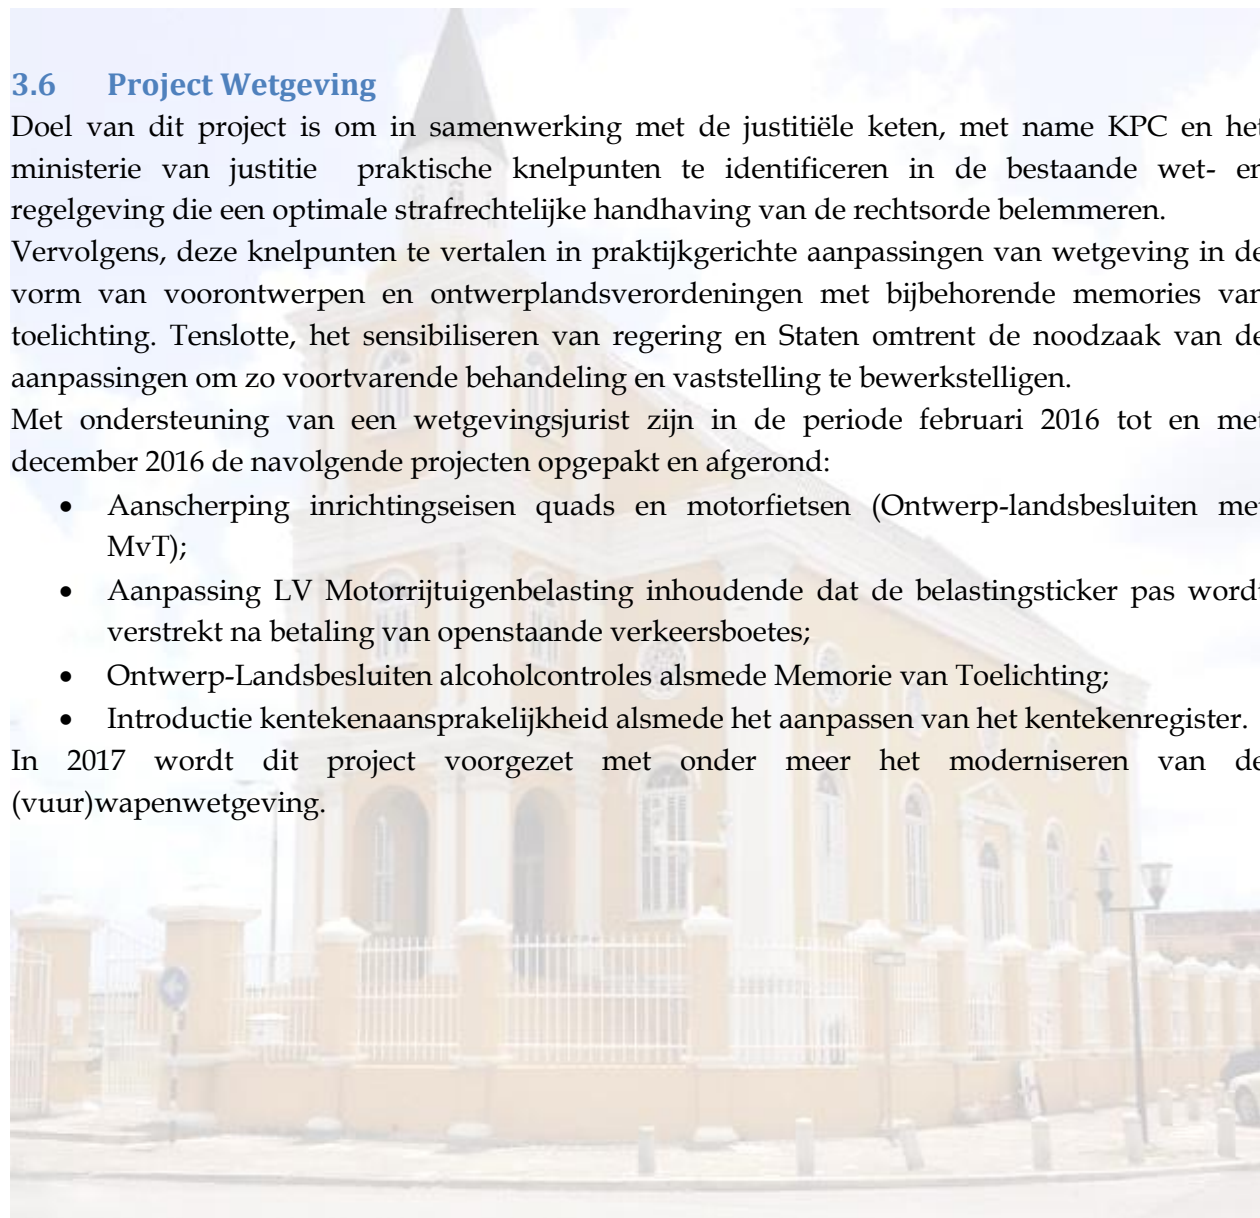 3.6 Project Wetgeving
Doel van dit project is om in samenwerking met de justitiële keten, met name KPC en het
ministerie van justitie praktische knelpunten te identificeren in de bestaande wet- en
regelgeving die een optimale strafrechtelijke handhaving van de rechtsorde belemmeren.
Vervolgens, deze knelpunten te vertalen in praktijkgerichte aanpassingen van wetgeving in de
vorm van voorontwerpen en ontwerplandsverordeningen met bijbehorende memories van
toelichting. Tenslotte, het sensibiliseren van regering en Staten omtrent de noodzaak van de
aanpassingen om zo voortvarende behandeling en vaststelling te bewerkstelligen.
Met ondersteuning van een wetgevingsjurist zijn in de periode februari 2016 tot en met
december 2016 de navolgende projecten opgepakt en afgerond:
• Aanscherping inrichtingseisen quads en motorfietsen (Ontwerp-landsbesluiten met
MvT);
• Aanpassing LV Motorrijtuigenbelasting inhoudende dat de belastingsticker pas wordt
verstrekt na betaling van openstaande verkeersboetes;
• Ontwerp-Landsbesluiten alcoholcontroles alsmede Memorie van Toelichting;
• Introductie kentekenaansprakelijkheid alsmede het aanpassen van het kentekenregister.
In 2017 wordt dit project voorgezet met onder meer het moderniseren van de
(vuur)wapenwetgeving.